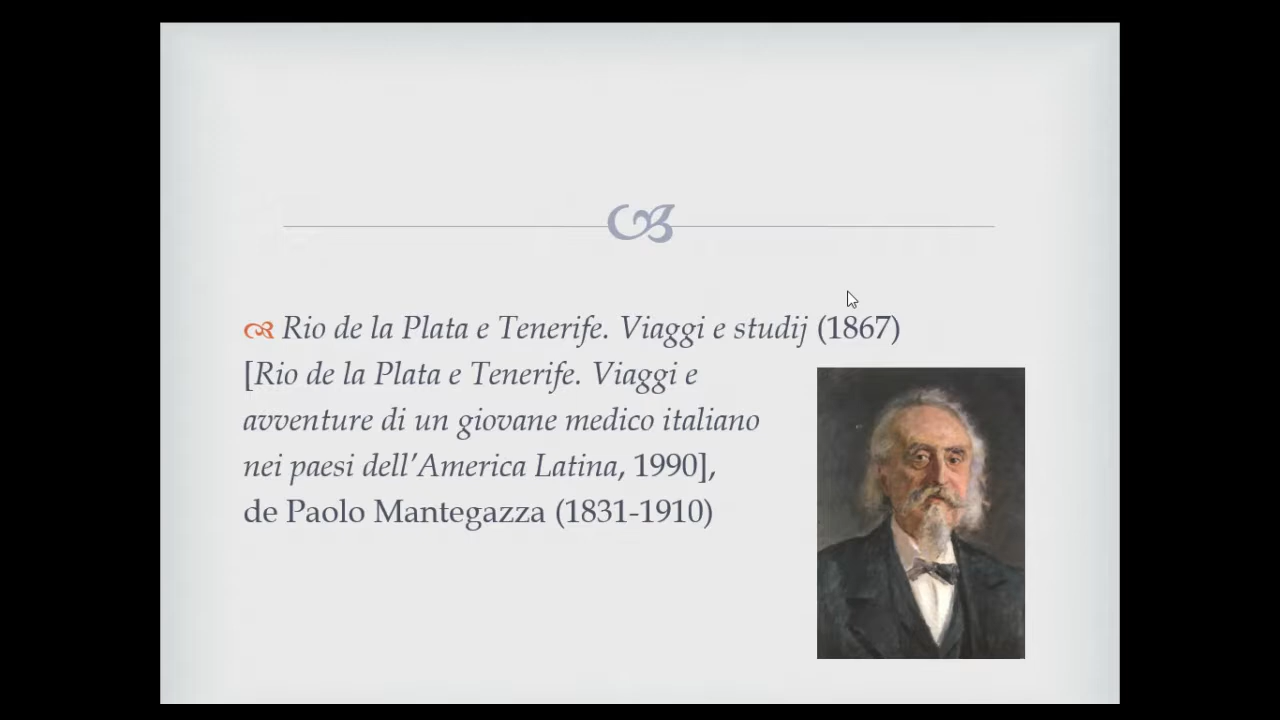 Rio de la Plata e Tenerife. Viaggi e studij (1867)
[Rio de la Plata e Tenerife. Viaggi e
avventure di un giovane medico italiano
nei paesi dell’America Latina, 1990],
de Paolo Mantegazza (1831-1910)